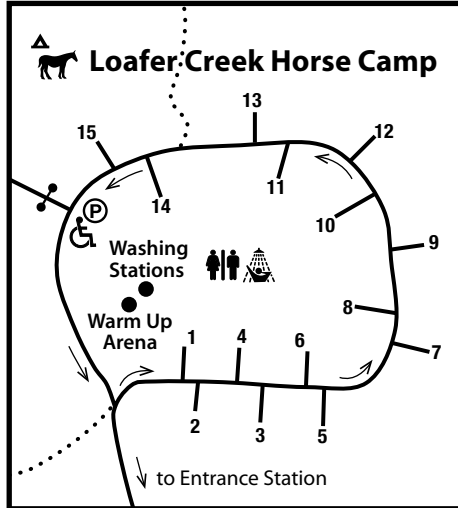 Loafer Creek Horse Camp
13
12
15
11
14
10
P
9
Washing
Stations
8
Warm Up
Arena
7
1
4
6
2
3
5
to Entrance Station